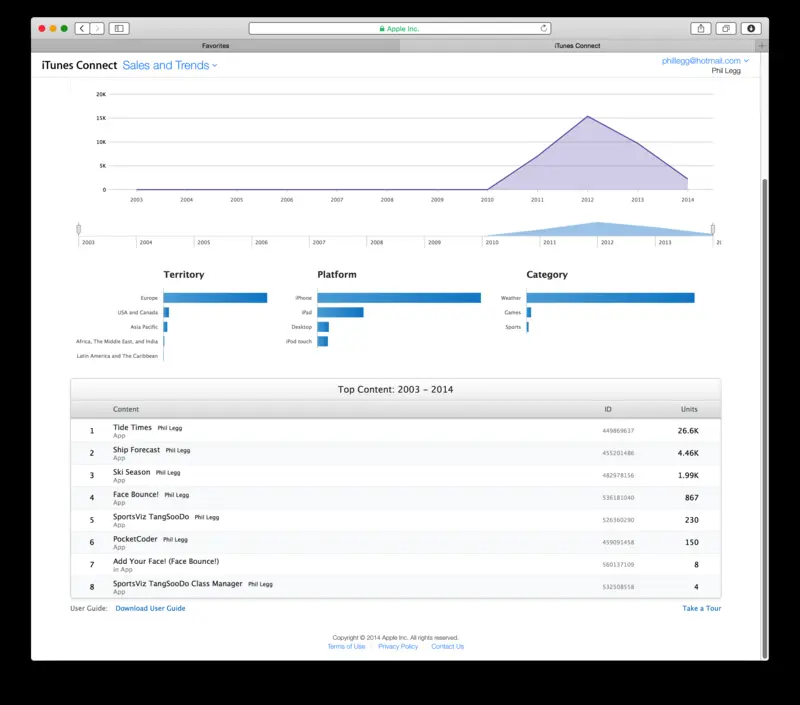 Apple Inc.
Favorites
iTunes Connect
iTunes Connect Sales and Trends
phillegg@hotmail.com
Phil Legg
20K
15K
10K
5K
0
2003 2004 2005 2006 2007 2008 2009 2010 2011 2012 2013 2014
2003 2004 2005 2006 2007 2008 2009 2010 2011 2012 2013
Territory
Europe
USA and Canada
Asia Pacific
Africa, The Middle East, and India
Latin America and The Caribbean
Platform
iPhone
iPad
Desktop
iPod touch
Category
Weather
Games
Sports
Top Content: 2003 - 2014
Content ID Units
1 Tide Times Phil Legg 449869637 26.6K
App
2 Ship Forecast Phil Legg 455201486 4.46K
App
3 Ski Season Phil Legg 482978156 1.99K
App
4 Face Bounce! Phil Legg 536181040 867
App
5 SportsViz TangSooDo Phil Legg 526360290 230
App
6 PocketCoder Phil Legg 459091458 150
App
7 Add Your Face! (Face Bounce!) 560137109 8
In App
8 SportsViz TangSooDo Class Manager Phil Legg 532508558 4
App
User Guide: Download User Guide
Take a Tour
Copyright © 2014 Apple Inc. All rights reserved.
Terms of Use | Privacy Policy | Contact Us